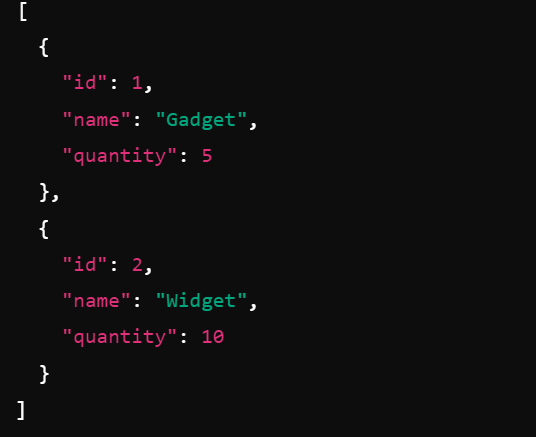 [
  {
    "id": 1,
    "name": "Gadget",
    "quantity": 5
  },
  {
    "id": 2,
    "name": "Widget",
    "quantity": 10
  }
]